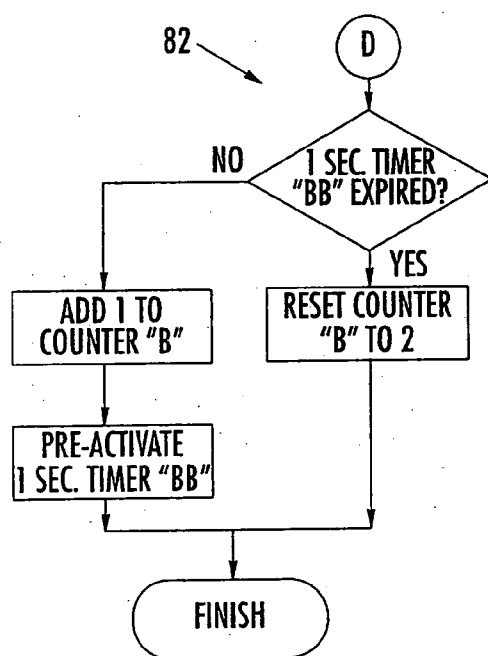 82
D
1 SEC. TIMER
"BB" EXPIRED?
NO
YES
ADD 1 TO
COUNTER "B"
RESET COUNTER
"B" TO 2
PRE-ACTIVATE
1 SEC. TIMER "BB"
FINISH